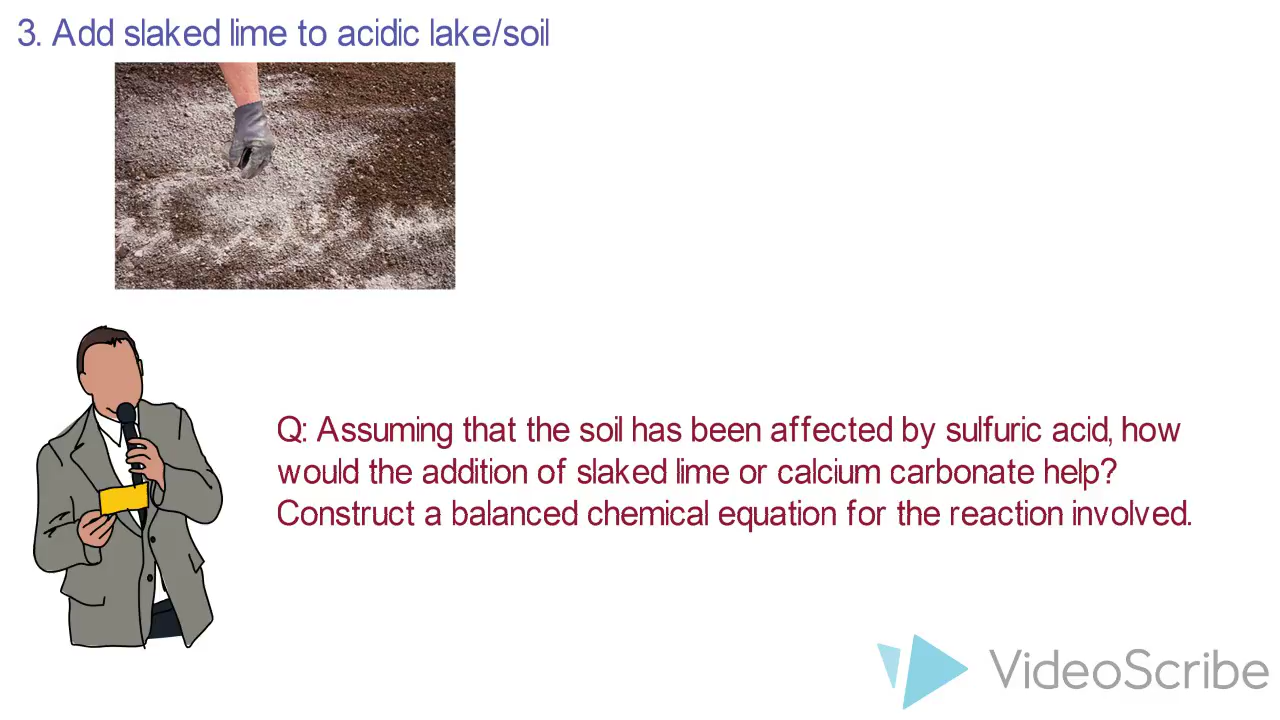 3. Add slaked lime to acidic lake/soil
Q: Assuming that the soil has been affected by sulfuric acid, how
would the addition of slaked lime or calcium carbonate help?
Construct a balanced chemical equation for the reaction involved.
VideoScribe